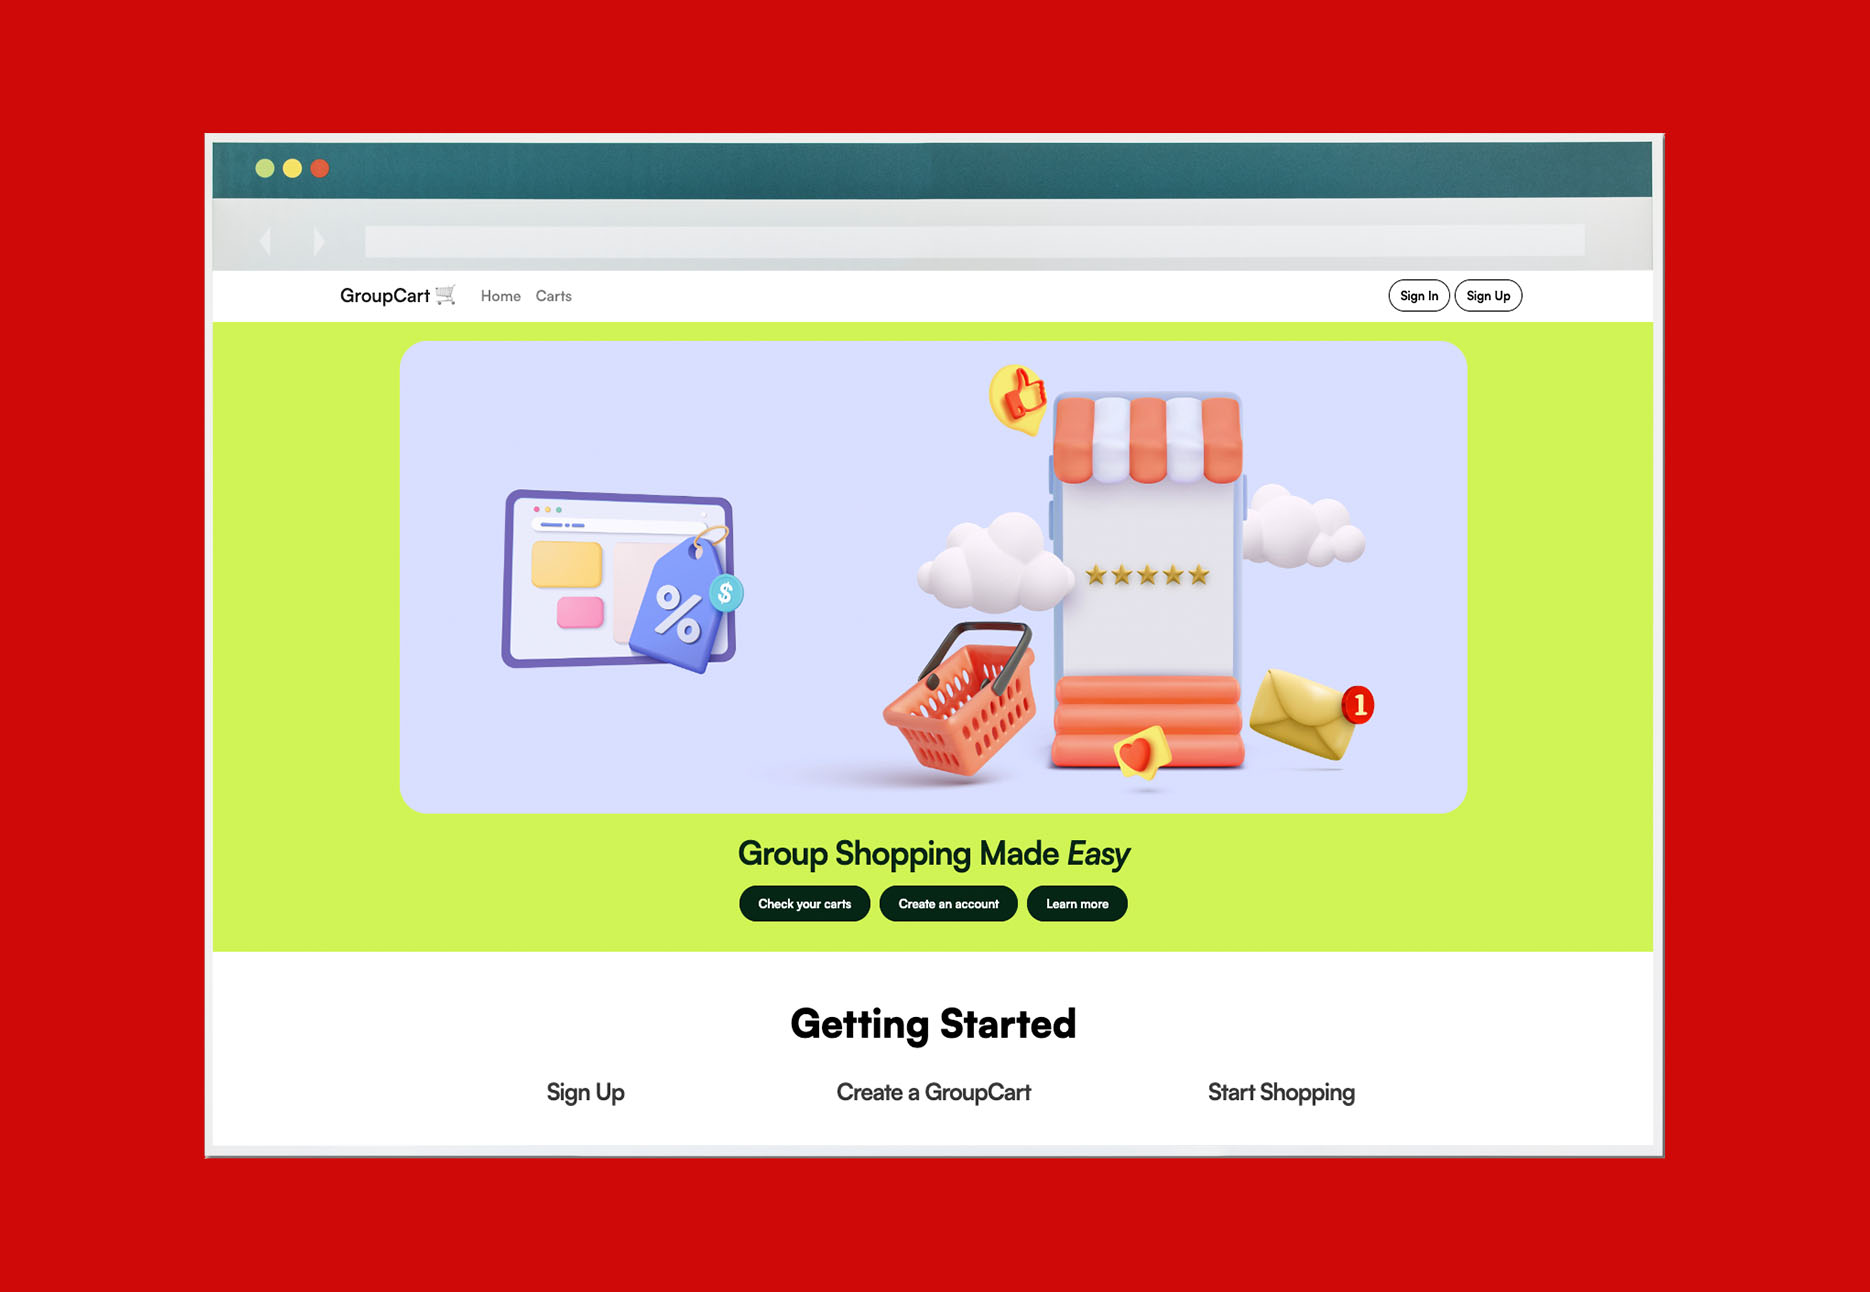 GroupCart Home Carts Sign In Sign Up
%
$
1
Group Shopping Made Easy
Check your carts Create an account Learn more
Getting Started
Sign Up Create a GroupCart Start Shopping